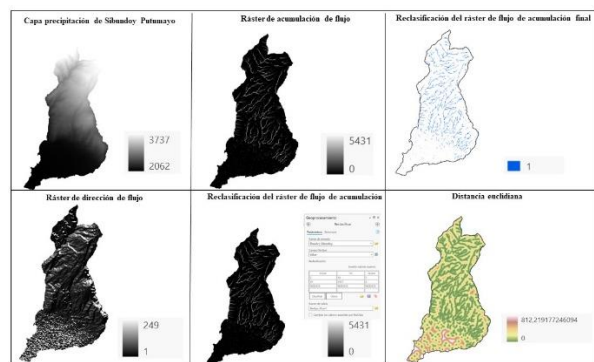 Capa precipitación de Sibundoy Putumayo
Ráster de acumulación de flujo
Reclasificación del ráster de flujo de acumulación final
3737
2062
5431
0
1
Ráster de dirección de flujo
Reclasificación del ráster de flujo de acumulación
Distancia euclidiana
249
1
5431
0
812,219177246094
0